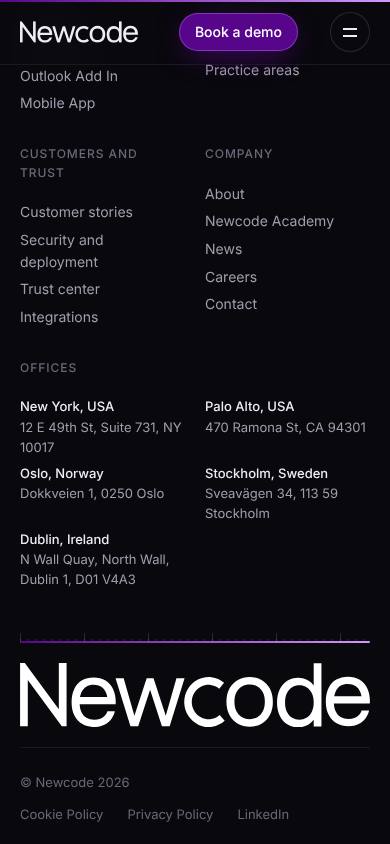 Newcode
Book a demo
Outlook Add In
Mobile App
Practice areas
CUSTOMERS AND
TRUST
Customer stories
Security and
deployment
Trust center
Integrations
COMPANY
About
Newcode Academy
News
Careers
Contact
OFFICES
New York, USA
12 E 49th St, Suite 731, NY
10017
Palo Alto, USA
470 Ramona St, CA 94301
Oslo, Norway
Dokkveien 1, 0250 Oslo
Stockholm, Sweden
Sveavägen 34, 113 59
Stockholm
Dublin, Ireland
N Wall Quay, North Wall,
Dublin 1, D01 V4A3
Newcode
© Newcode 2026
Cookie Policy
Privacy Policy
LinkedIn